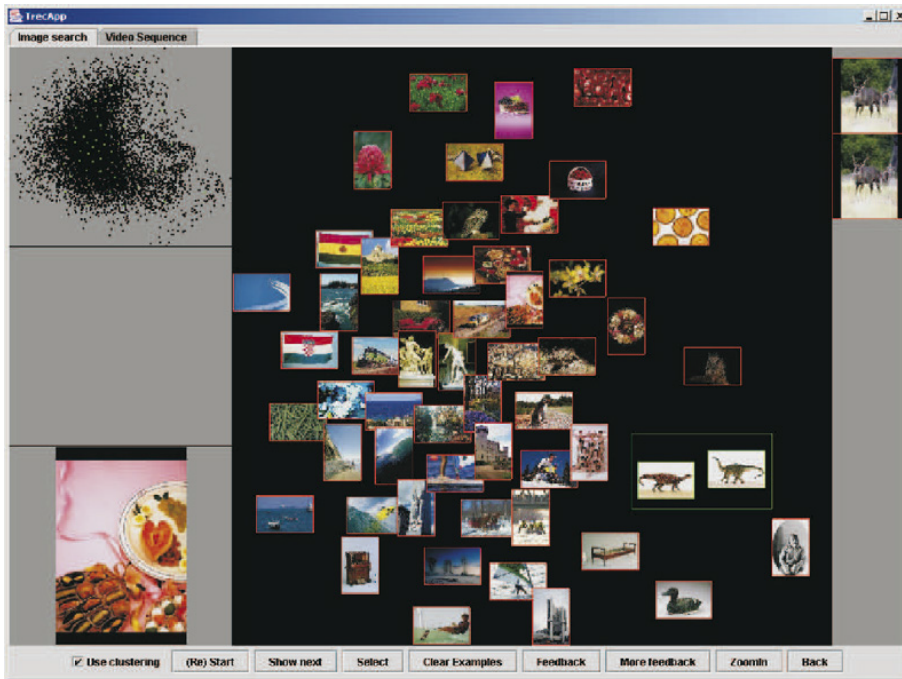 TrecApp
Image search Video Sequence
Use clustering (Re) Start Show next Select Clear Examples Feedback More feedback ZoomIn Back